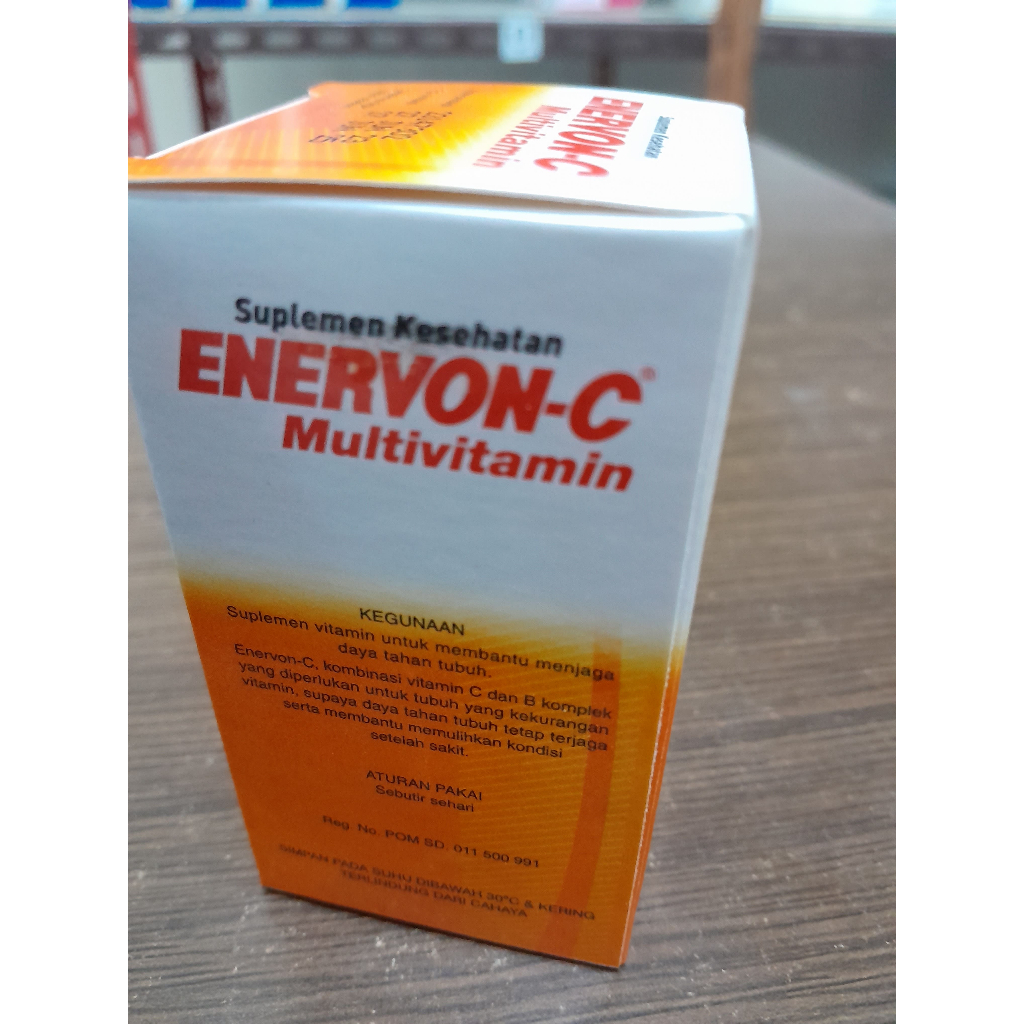 ENERVON-C
Multivitamin
Suplemen Kesehatan
Suplemen Kesehatan
ENERVON-C®
Multivitamin
KEGUNAAN
Suplemen vitamin untuk membantu menjaga
daya tahan tubuh.
Enervon-C, kombinasi vitamin C dan B komplek
yang diperlukan untuk tubuh yang kekurangan
vitamin, supaya daya tahan tubuh tetap terjaga
serta membantu memulihkan kondisi
setelah sakit.
ATURAN PAKAI
Sebutir sehari
Reg. No. POM SD. 011 500 991
SIMPAN PADA SUHU DIBAWAH 30°C & KERING
TERLINDUNG DARI CAHAYA